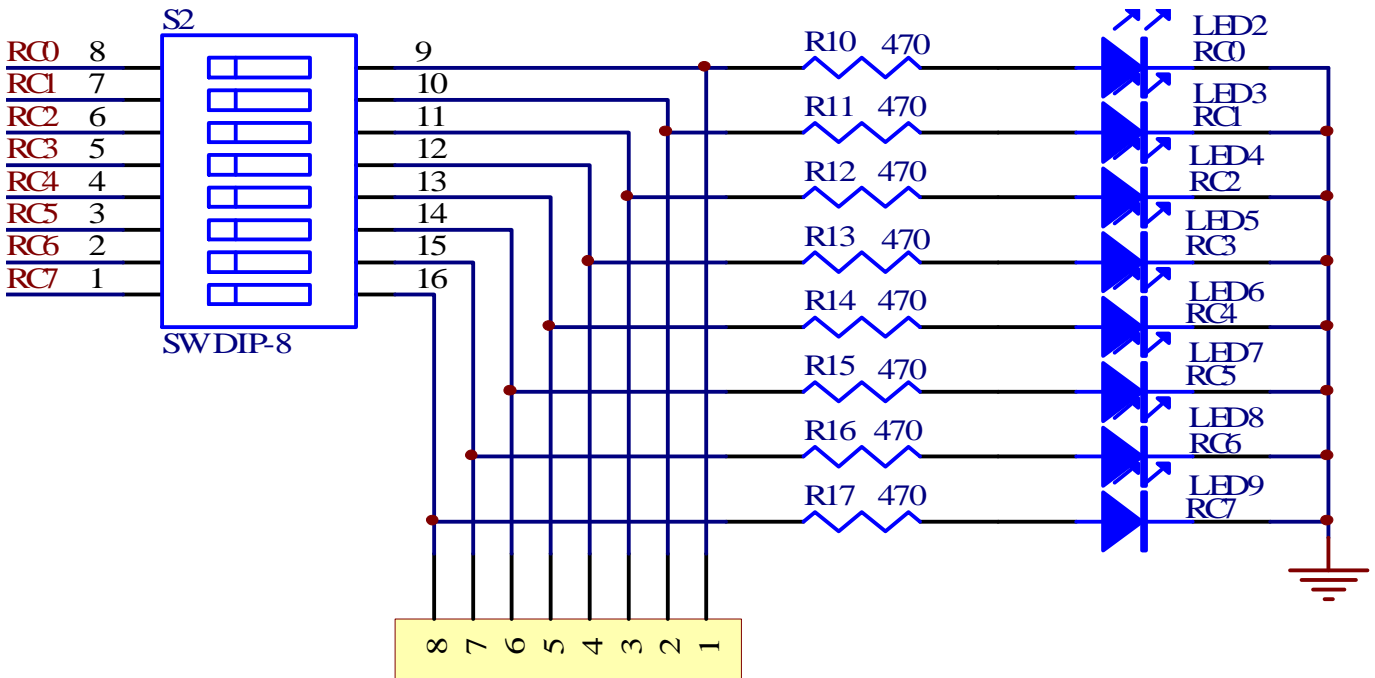 S2
RC0 8
RC1 7
RC2 6
RC3 5
RC4 4
RC5 3
RC6 2
RC7 1
9
10
11
12
13
14
15
16
SWDIP-8
R10 470
R11 470
R12 470
R13 470
R14 470
R15 470
R16 470
R17 470
LED2
RC0
LED3
RC1
LED4
RC2
LED5
RC3
LED6
RC4
LED7
RC5
LED8
RC6
LED9
RC7
8 7 6 5 4 3 2 1